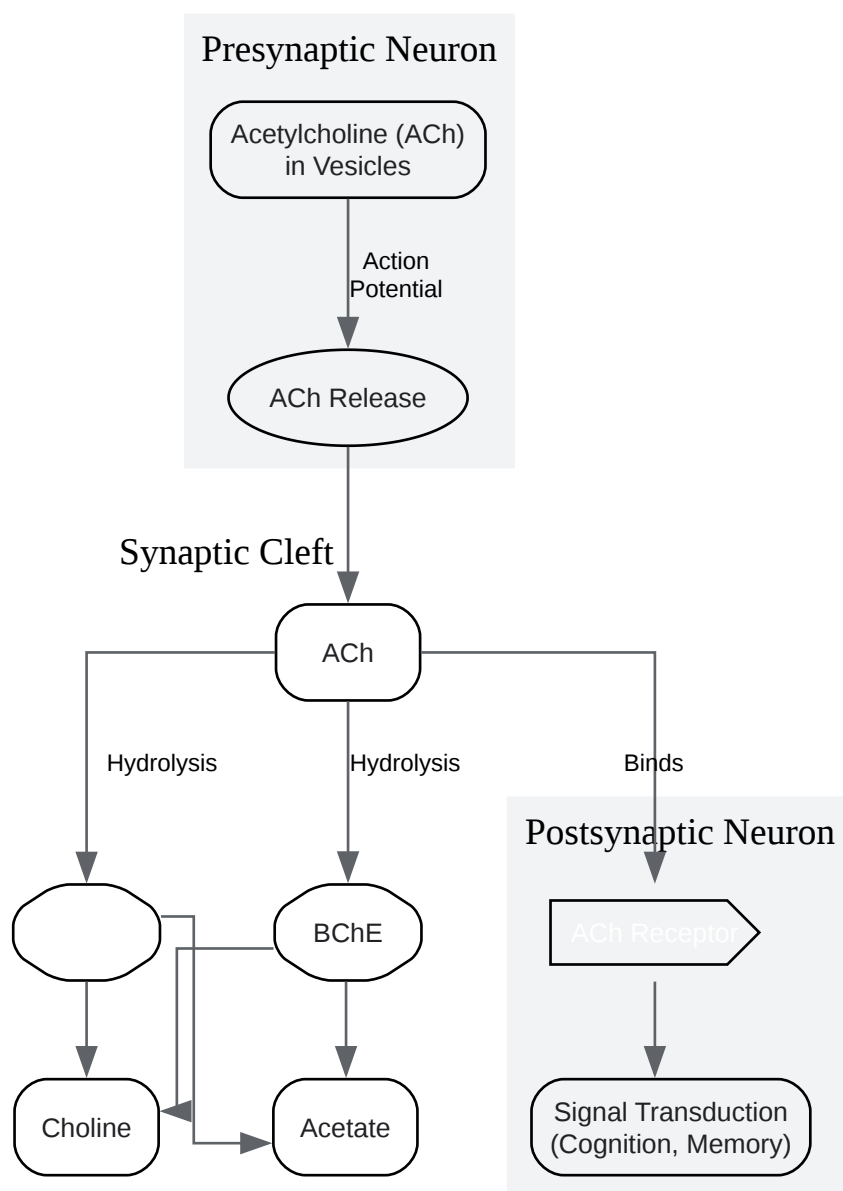 Presynaptic Neuron
Acetylcholine (ACh)
in Vesicles
Action
Potential
ACh Release
Synaptic Cleft
ACh
Hydrolysis
Hydrolysis
Binds
Postsynaptic Neuron
BChE
ACh Receptor
Choline
Acetate
Signal Transduction
(Cognition, Memory)